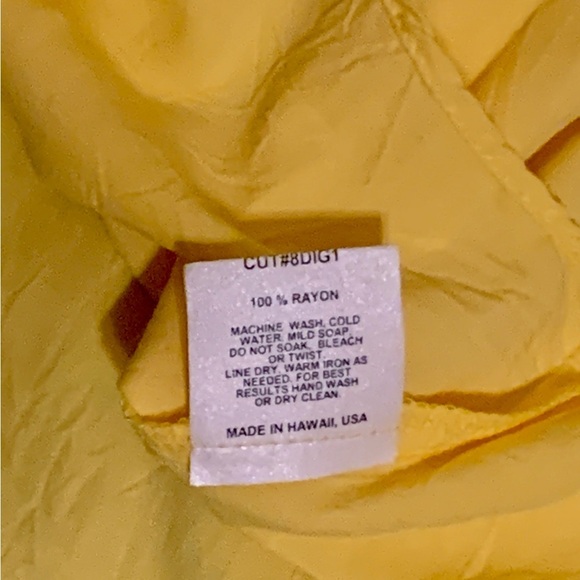 CUT#8DIG1
100 % RAYON
MACHINE WASH, COLD
WATER, MILD SOAP
DO NOT SOAK, BLEACH
OR TWIST.
LINE DRY, WARM IRON AS
NEEDED. FOR BEST
RESULTS HAND WASH
OR DRY CLEAN.
MADE IN HAWAII, USA